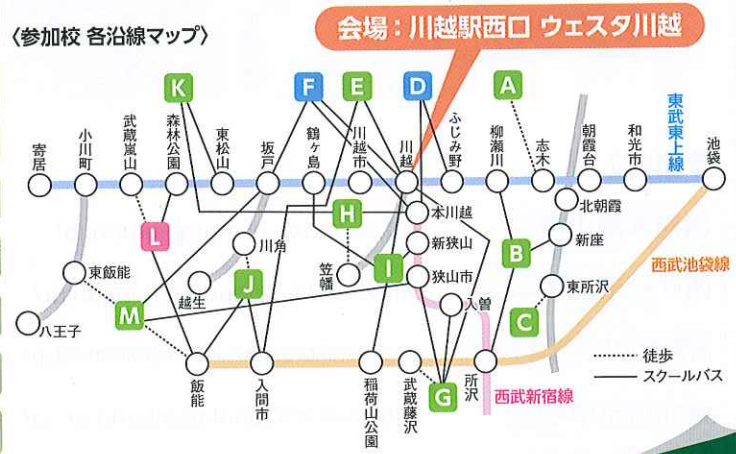 〈参加校 各沿線マップ〉
会場：川越駅西口 ウェスタ川越
K
F
E
D
A
寄居
小川町
武蔵嵐山
森林公園
東松山
坂戸
鶴ヶ島
川越市
川越
ふじみ野
柳瀬川
志木
朝霞台
和光市
池袋
東武東上線
本川越
北朝霞
H
新狭山
新座
L
川角
B
西武池袋線
東飯能
越生
J
笠幡
I
狭山市
入曽
東所沢
M
C
八王子
飯能
入間市
稲荷山公園
武蔵藤沢
G
所沢
西武新宿線
徒歩
スクールバス